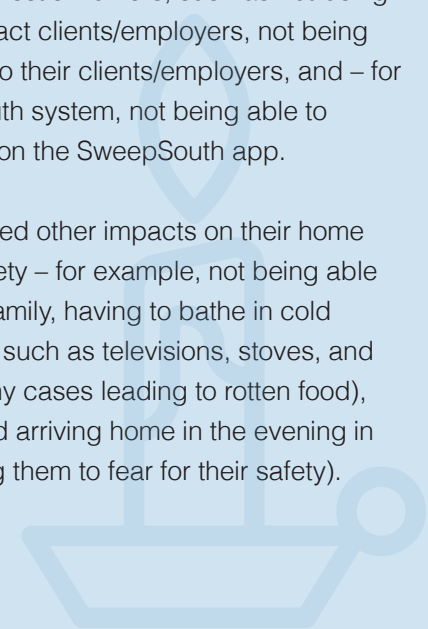 act clients/employers, not being
o their clients/employers, and – for
th system, not being able to
on the SweepSouth app.
ed other impacts on their home
ety – for example, not being able
amily, having to bathe in cold
such as televisions, stoves, and
y cases leading to rotten food),
d arriving home in the evening in
g them to fear for their safety).